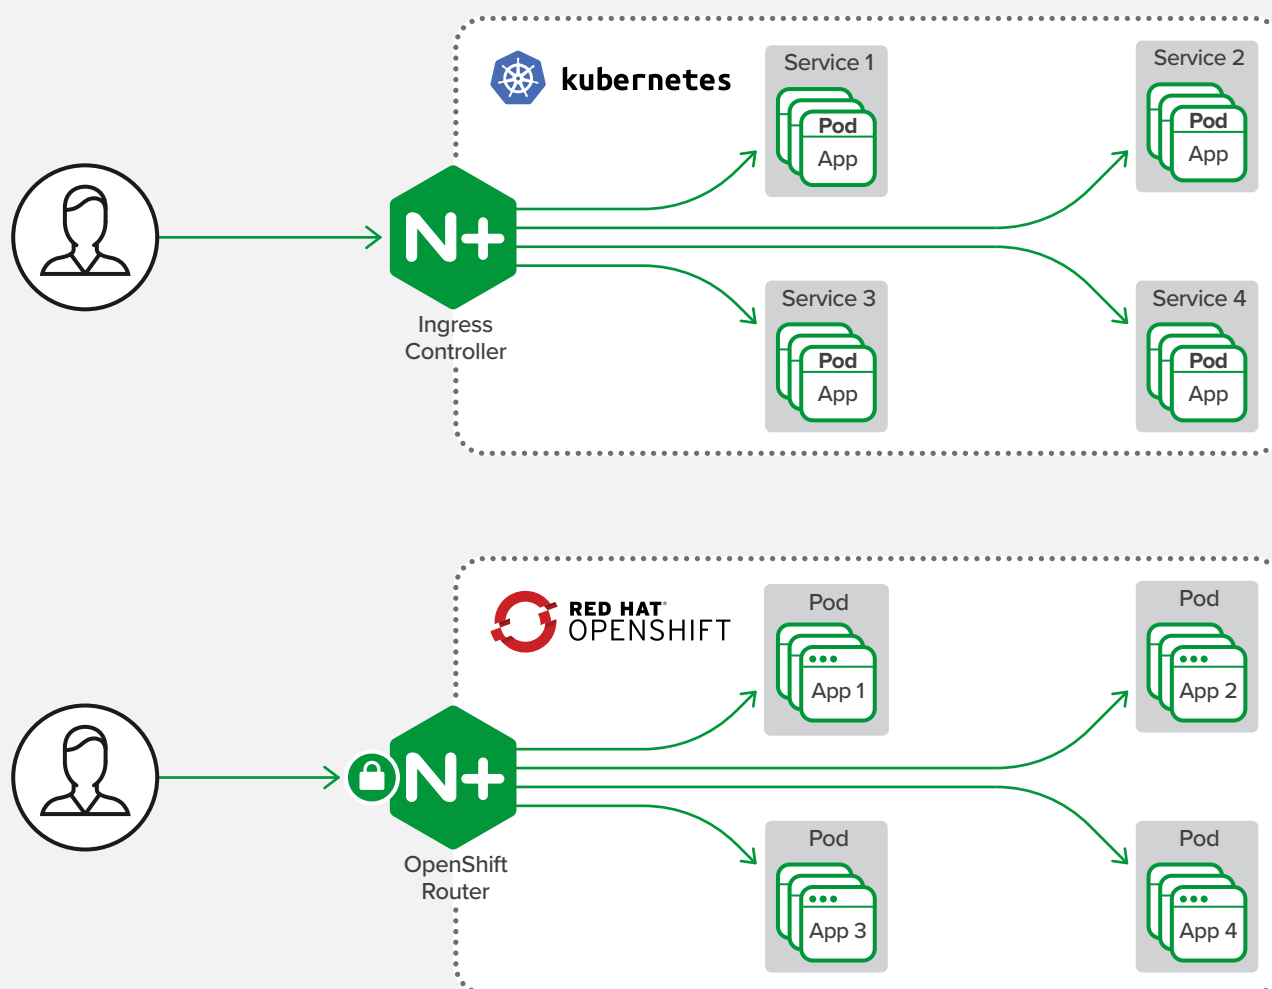 kubernetes
Service 1
Pod
App
Service 2
Pod
App
N+
Ingress
Controller
Service 3
Pod
App
Service 4
Pod
App
RED HAT®
OPENSHIFT
Pod
App 1
Pod
App 2
N+
OpenShift
Router
Pod
App 3
Pod
App 4